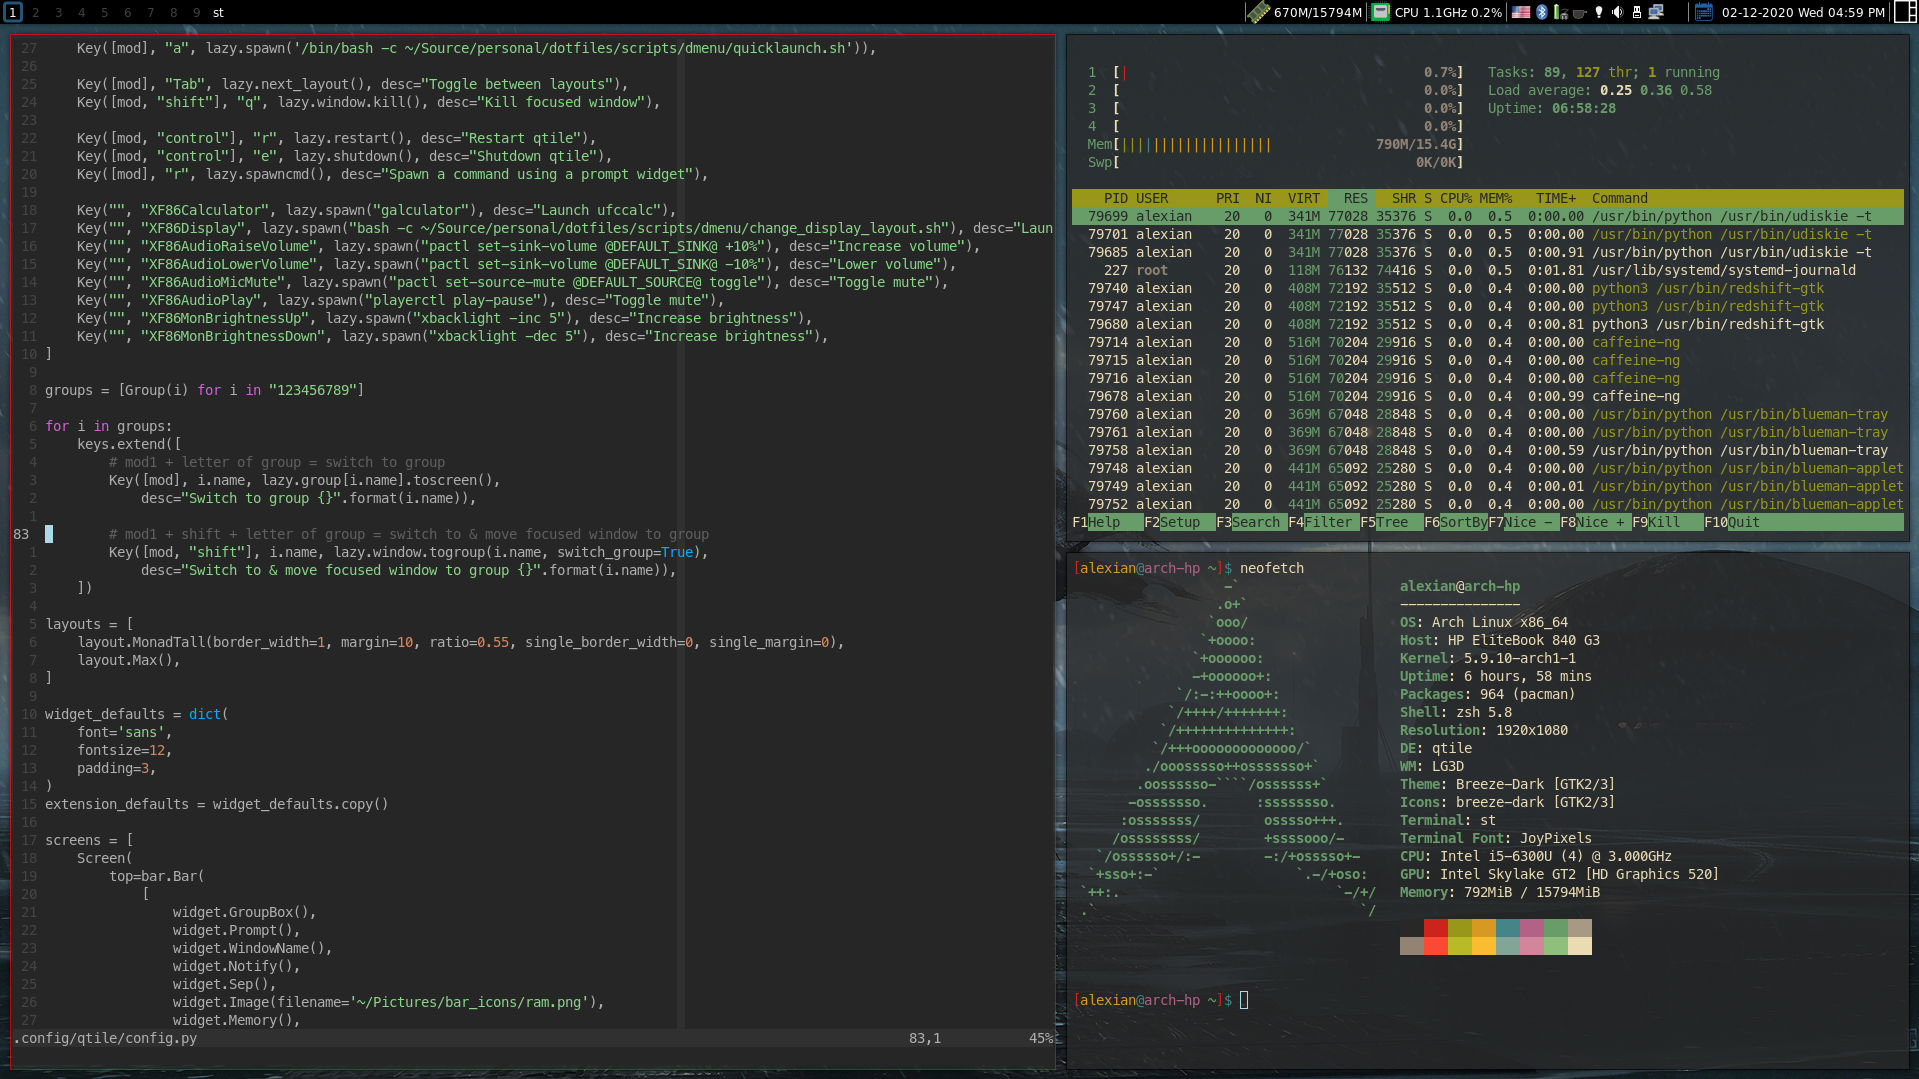 1 2 3 4 5 6 7 8 9 st 670M/15794M CPU 1.1GHz 0.2% 02-12-2020 Wed 04:59 PM
27 Key([mod], "a", lazy.spawn('/bin/bash -c ~/Source/personal/dotfiles/scripts/dmenu/quicklaunch.sh')),
26
25 Key([mod], "Tab", lazy.next_layout(), desc="Toggle between layouts"),
24 Key([mod, "shift"], "q", lazy.window.kill(), desc="Kill focused window"),
23
22 Key([mod, "control"], "r", lazy.restart(), desc="Restart qtile"),
21 Key([mod, "control"], "e", lazy.shutdown(), desc="Shutdown qtile"),
20 Key([mod], "r", lazy.spawncmd(), desc="Spawn a command using a prompt widget"),
19
18 Key("", "XF86Calculator", lazy.spawn("galculator"), desc="Launch ufccalc"),
17 Key("", "XF86Display", lazy.spawn("bash -c ~/Source/personal/dotfiles/scripts/dmenu/change_display_layout.sh"), desc="Laun
16 Key("", "XF86AudioRaiseVolume", lazy.spawn("pactl set-sink-volume @DEFAULT_SINK@ +10%"), desc="Increase volume"),
15 Key("", "XF86AudioLowerVolume", lazy.spawn("pactl set-sink-volume @DEFAULT_SINK@ -10%"), desc="Lower volume"),
14 Key("", "XF86AudioMicMute", lazy.spawn("pactl set-source-mute @DEFAULT_SOURCE@ toggle"), desc="Toggle mute"),
13 Key("", "XF86AudioPlay", lazy.spawn("playerctl play-pause"), desc="Toggle mute"),
12 Key("", "XF86MonBrightnessUp", lazy.spawn("xbacklight -inc 5"), desc="Increase brightness"),
11 Key("", "XF86MonBrightnessDown", lazy.spawn("xbacklight -dec 5"), desc="Increase brightness"),
10 ]
9
8 groups = [Group(i) for i in "123456789"]
7
6 for i in groups:
5 keys.extend([
4 # mod1 + letter of group = switch to group
3 Key([mod], i.name, lazy.group[i.name].toscreen(),
2 desc="Switch to group {}".format(i.name)),
1
83 # mod1 + shift + letter of group = switch to & move focused window to group
1 Key([mod, "shift"], i.name, lazy.window.togroup(i.name, switch_group=True),
2 desc="Switch to & move focused window to group {}".format(i.name)),
3 ])
4
5 layouts = [
6 layout.MonadTall(border_width=1, margin=10, ratio=0.55, single_border_width=0, single_margin=0),
7 layout.Max(),
8 ]
9
10 widget_defaults = dict(
11 font='sans',
12 fontsize=12,
13 padding=3,
14 )
15 extension_defaults = widget_defaults.copy()
16
17 screens = [
18 Screen(
19 top=bar.Bar(
20 [
21 widget.GroupBox(),
22 widget.Prompt(),
23 widget.WindowName(),
24 widget.Notify(),
25 widget.Sep(),
26 widget.Image(filename='~/Pictures/bar_icons/ram.png'),
27 widget.Memory(),
.config/qtile/config.py 83,1 45%
1 [| 0.7%] Tasks: 89, 127 thr; 1 running
2 [ 0.0%] Load average: 0.25 0.36 0.58
3 [ 0.0%] Uptime: 06:58:28
4 [ 0.0%]
Mem[||||||||||||||||||| 790M/15.4G]
Swp[ 0K/0K]
PID USER PRI NI VIRT RES SHR S CPU% MEM% TIME+ Command
79699 alexian 20 0 341M 77028 35376 S 0.0 0.5 0:00.00 /usr/bin/python /usr/bin/udiskie -t
79701 alexian 20 0 341M 77028 35376 S 0.0 0.5 0:00.00 /usr/bin/python /usr/bin/udiskie -t
79685 alexian 20 0 341M 77028 35376 S 0.0 0.5 0:00.91 /usr/bin/python /usr/bin/udiskie -t
227 root 20 0 118M 76132 74416 S 0.0 0.5 0:01.81 /usr/lib/systemd/systemd-journald
79740 alexian 20 0 408M 72192 35512 S 0.0 0.4 0:00.00 python3 /usr/bin/redshift-gtk
79747 alexian 20 0 408M 72192 35512 S 0.0 0.4 0:00.00 python3 /usr/bin/redshift-gtk
79680 alexian 20 0 408M 72192 35512 S 0.0 0.4 0:00.81 python3 /usr/bin/redshift-gtk
79714 alexian 20 0 516M 70204 29916 S 0.0 0.4 0:00.00 caffeine-ng
79715 alexian 20 0 516M 70204 29916 S 0.0 0.4 0:00.00 caffeine-ng
79716 alexian 20 0 516M 70204 29916 S 0.0 0.4 0:00.00 caffeine-ng
79678 alexian 20 0 516M 70204 29916 S 0.0 0.4 0:00.99 caffeine-ng
79760 alexian 20 0 369M 67048 28848 S 0.0 0.4 0:00.00 /usr/bin/python /usr/bin/blueman-tray
79761 alexian 20 0 369M 67048 28848 S 0.0 0.4 0:00.00 /usr/bin/python /usr/bin/blueman-tray
79758 alexian 20 0 369M 67048 28848 S 0.0 0.4 0:00.59 /usr/bin/python /usr/bin/blueman-tray
79748 alexian 20 0 441M 65092 25280 S 0.0 0.4 0:00.00 /usr/bin/python /usr/bin/blueman-applet
79749 alexian 20 0 441M 65092 25280 S 0.0 0.4 0:00.01 /usr/bin/python /usr/bin/blueman-applet
79752 alexian 20 0 441M 65092 25280 S 0.0 0.4 0:00.00 /usr/bin/python /usr/bin/blueman-applet
F1Help F2Setup F3Search F4Filter F5Tree F6SortBy F7Nice - F8Nice + F9Kill F10Quit
[alexian@arch-hp ~]$ neofetch
-` alexian@arch-hp
.o+` ---------------
`ooo/ OS: Arch Linux x86_64
`+oooo: Host: HP EliteBook 840 G3
`+oooooo: Kernel: 5.9.10-arch1-1
-+oooooo+: Uptime: 6 hours, 58 mins
`/:-:++oooo+: Packages: 964 (pacman)
`/++++/+++++++: Shell: zsh 5.8
`/++++++++++++++: Resolution: 1920x1080
`/+++ooooooooooooo/` DE: qtile
./ooosssso++osssssso+` WM: LG3D
.oossssso-````/ossssss+` Theme: Breeze-Dark [GTK2/3]
-osssssso. :ssssssso. Icons: breeze-dark [GTK2/3]
:osssssss/ osssso+++. Terminal: st
/ossssssss/ +ssssooo/- Terminal Font: JoyPixels
`/ossssso+/:- -:/+osssso+- CPU: Intel i5-6300U (4) @ 3.000GHz
`+sso+:-` `.-/+oso: GPU: Intel Skylake GT2 [HD Graphics 520]
`++:. `-/+/ Memory: 792MiB / 15794MiB
.` `/
[alexian@arch-hp ~]$